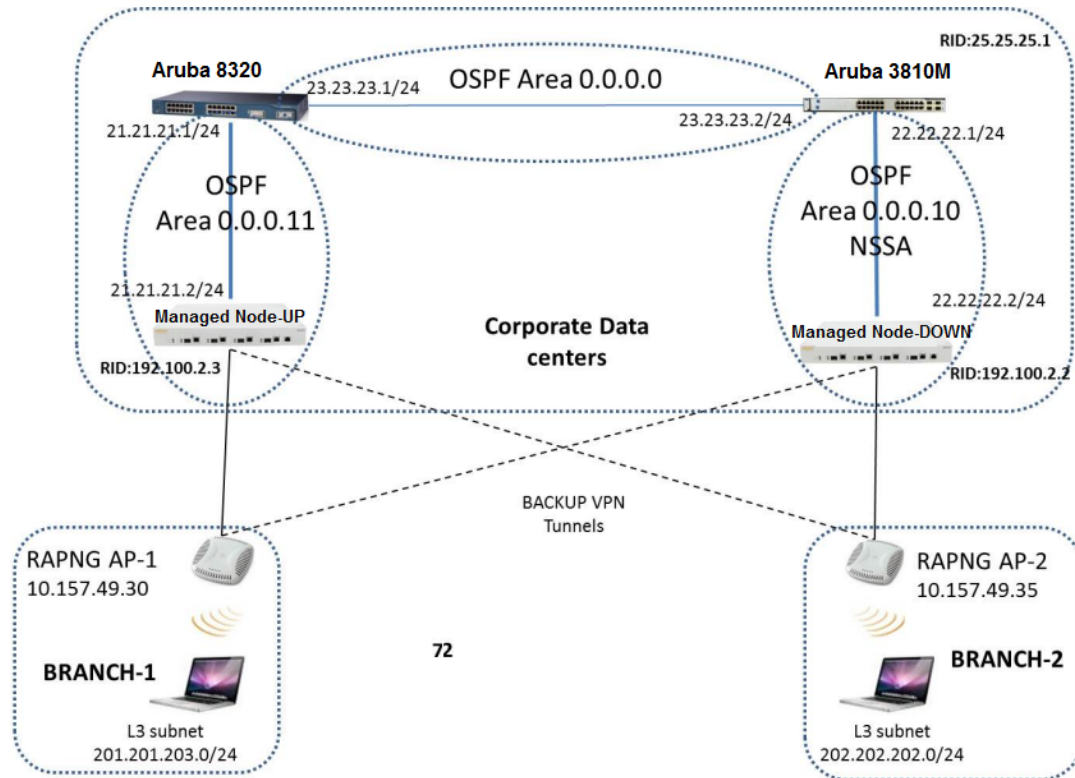 RID:25.25.25.1
Aruba 8320
OSPF Area 0.0.0.0
Aruba 3810M
23.23.23.1/24
23.23.23.2/24
21.21.21.1/24
22.22.22.1/24
OSPF
Area 0.0.0.11
OSPF
Area 0.0.0.10
NSSA
21.21.21.2/24
22.22.22.2/24
Managed Node-UP
Corporate Data
centers
Managed Node-DOWN
RID:192.100.2.3
RID:192.100.2.2
BACKUP VPN
Tunnels
RAPNG AP-1
10.157.49.30
RAPNG AP-2
10.157.49.35
72
BRANCH-1
BRANCH-2
L3 subnet
201.201.203.0/24
L3 subnet
202.202.202.0/24